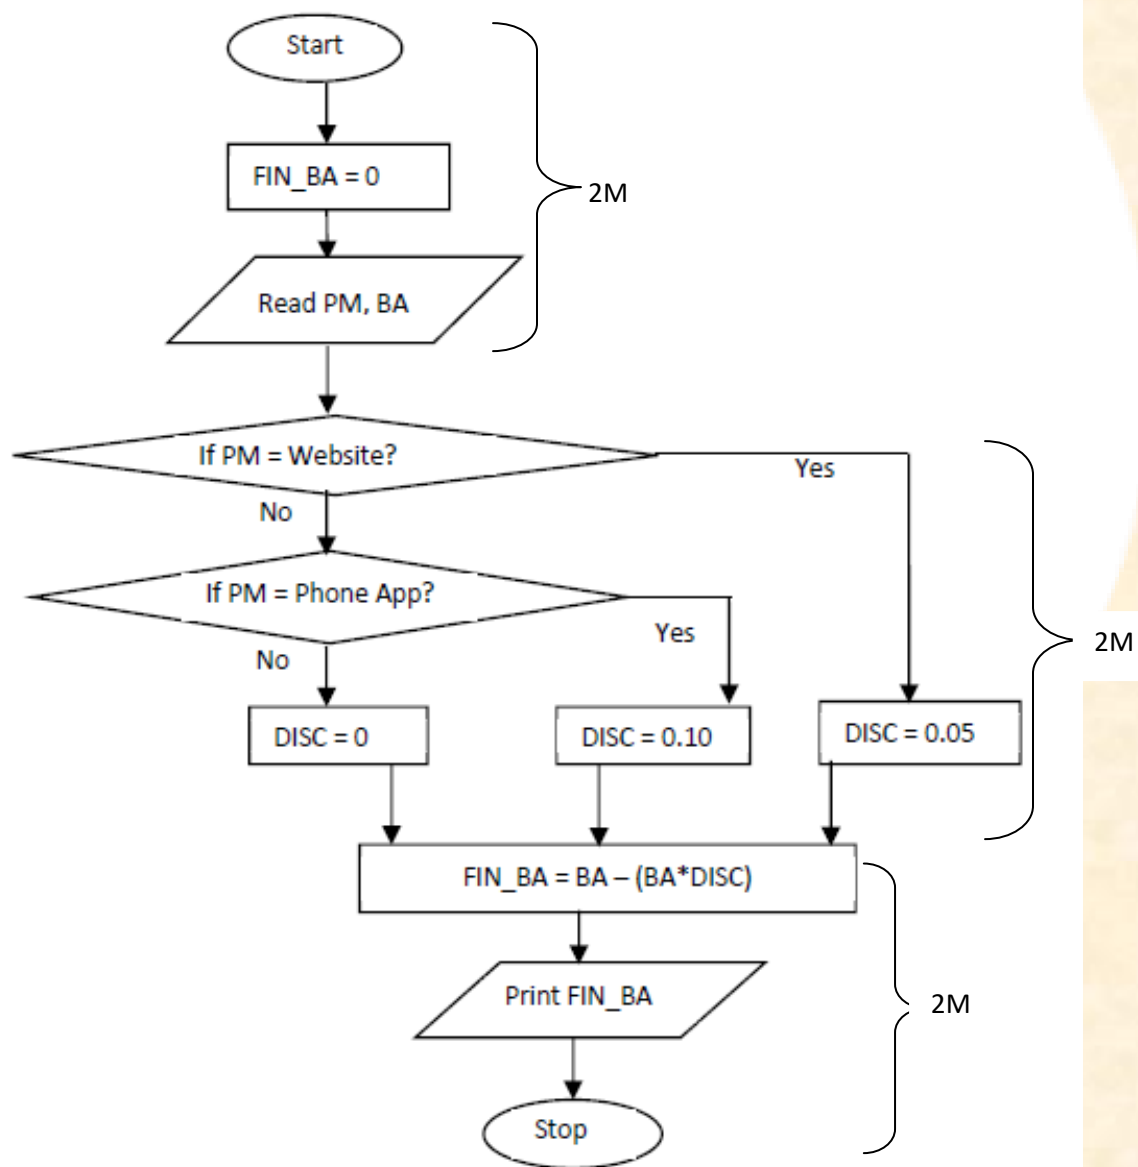 Start
FIN_BA = 0
2M
Read PM, BA
If PM = Website?
Yes
No
If PM = Phone App?
Yes
2M
No
DISC = 0
DISC = 0.10
DISC = 0.05
FIN_BA = BA – (BA*DISC)
Print FIN_BA
2M
Stop